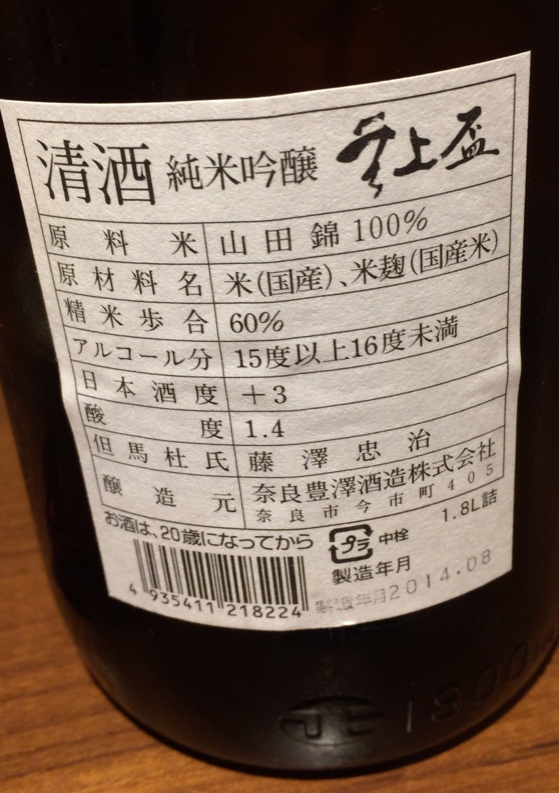 清酒 純米吟醸 無上盃
原料米 山田錦100%
原材料名 米(国産)、米麹(国産米)
精米歩合 60%
アルコール分 15度以上16度未満
日本酒度 +3
酸度 1.4
但馬杜氏 藤澤忠治
醸造元 奈良豊澤酒造株式会社
奈良市今市町405
お酒は、20歳になってから
プラ 中栓 1.8L詰
製造年月
製造年月2014.08
4 935411 218224
1800